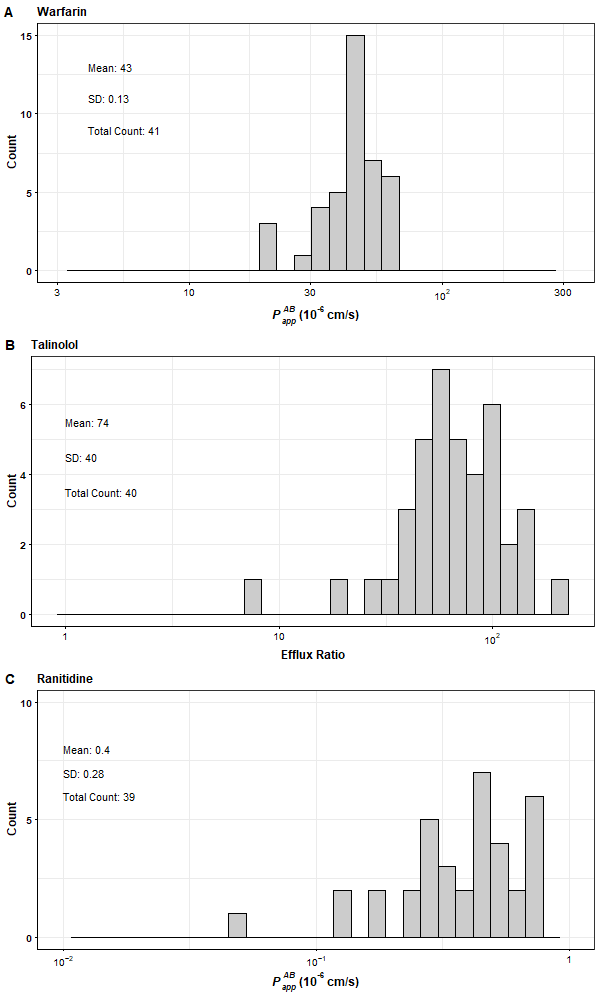 A Warfarin
15
10
5
0
Count
Mean: 43
SD: 0.13
Total Count: 41
3 10 30 10² 300
P_app^AB (10⁻⁶ cm/s)
B Talinolol
6
4
2
0
Count
Mean: 74
SD: 40
Total Count: 40
1 10 10²
Efflux Ratio
C Ranitidine
10
5
0
Count
Mean: 0.4
SD: 0.28
Total Count: 39
10⁻² 10⁻¹ 1
P_app^AB (10⁻⁶ cm/s)